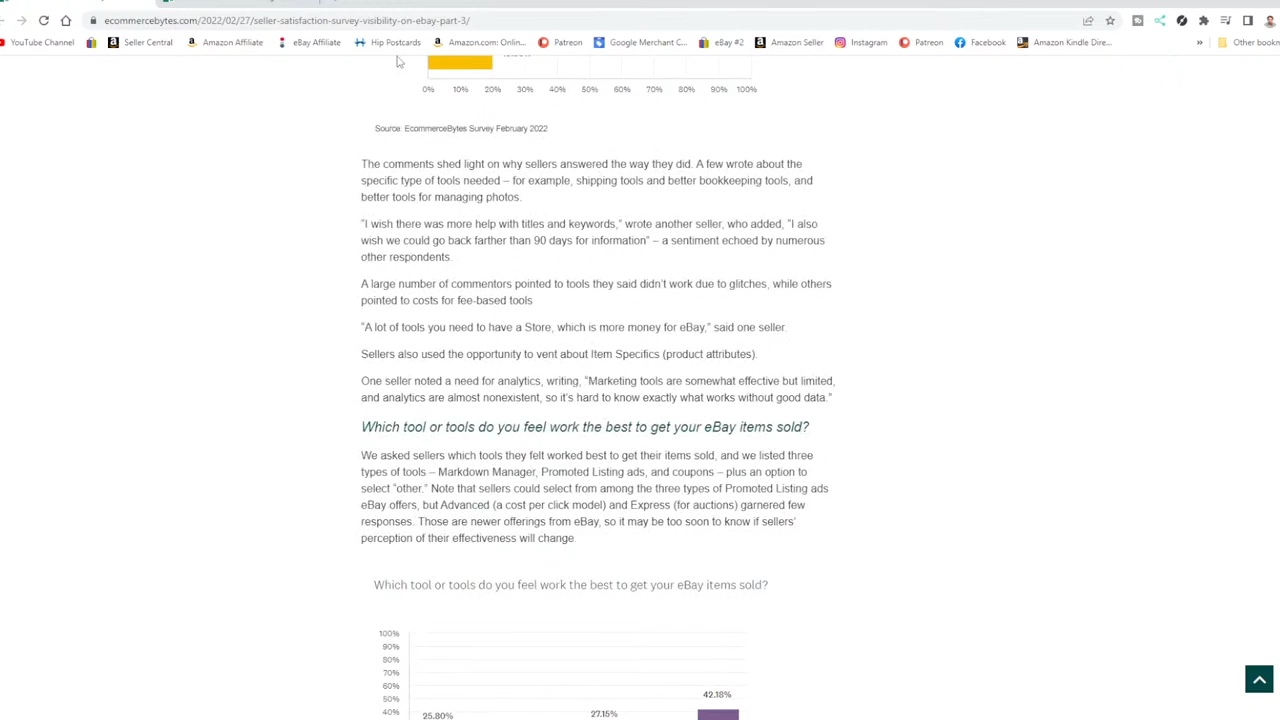 ecommercebytes.com/2022/02/27/seller-satisfaction-survey-visibility-on-ebay-part-3/
YouTube Channel Seller Central Amazon Affiliate eBay Affiliate Hip Postcards Amazon.com: Onlin... Patreon Google Merchant C... eBay #2 Amazon Seller Instagram Patreon Facebook Amazon Kindle Dire... » Other bookm
0% 10% 20% 30% 40% 50% 60% 70% 80% 90% 100%
Source: EcommerceBytes Survey February 2022
The comments shed light on why sellers answered the way they did. A few wrote about the
specific type of tools needed – for example, shipping tools and better bookkeeping tools, and
better tools for managing photos.
“I wish there was more help with titles and keywords,” wrote another seller, who added, “I also
wish we could go back farther than 90 days for information” – a sentiment echoed by numerous
other respondents.
A large number of commentors pointed to tools they said didn’t work due to glitches, while others
pointed to costs for fee-based tools
“A lot of tools you need to have a Store, which is more money for eBay,” said one seller.
Sellers also used the opportunity to vent about Item Specifics (product attributes).
One seller noted a need for analytics, writing, “Marketing tools are somewhat effective but limited,
and analytics are almost nonexistent, so it’s hard to know exactly what works without good data.”
Which tool or tools do you feel work the best to get your eBay items sold?
We asked sellers which tools they felt worked best to get their items sold, and we listed three
types of tools – Markdown Manager, Promoted Listing ads, and coupons – plus an option to
select “other.” Note that sellers could select from among the three types of Promoted Listing ads
eBay offers, but Advanced (a cost per click model) and Express (for auctions) garnered few
responses. Those are newer offerings from eBay, so it may be too soon to know if sellers’
perception of their effectiveness will change.
Which tool or tools do you feel work the best to get your eBay items sold?
100%
90%
80%
70%
60%
50%
40%
42.18%
25.80%
27.15%